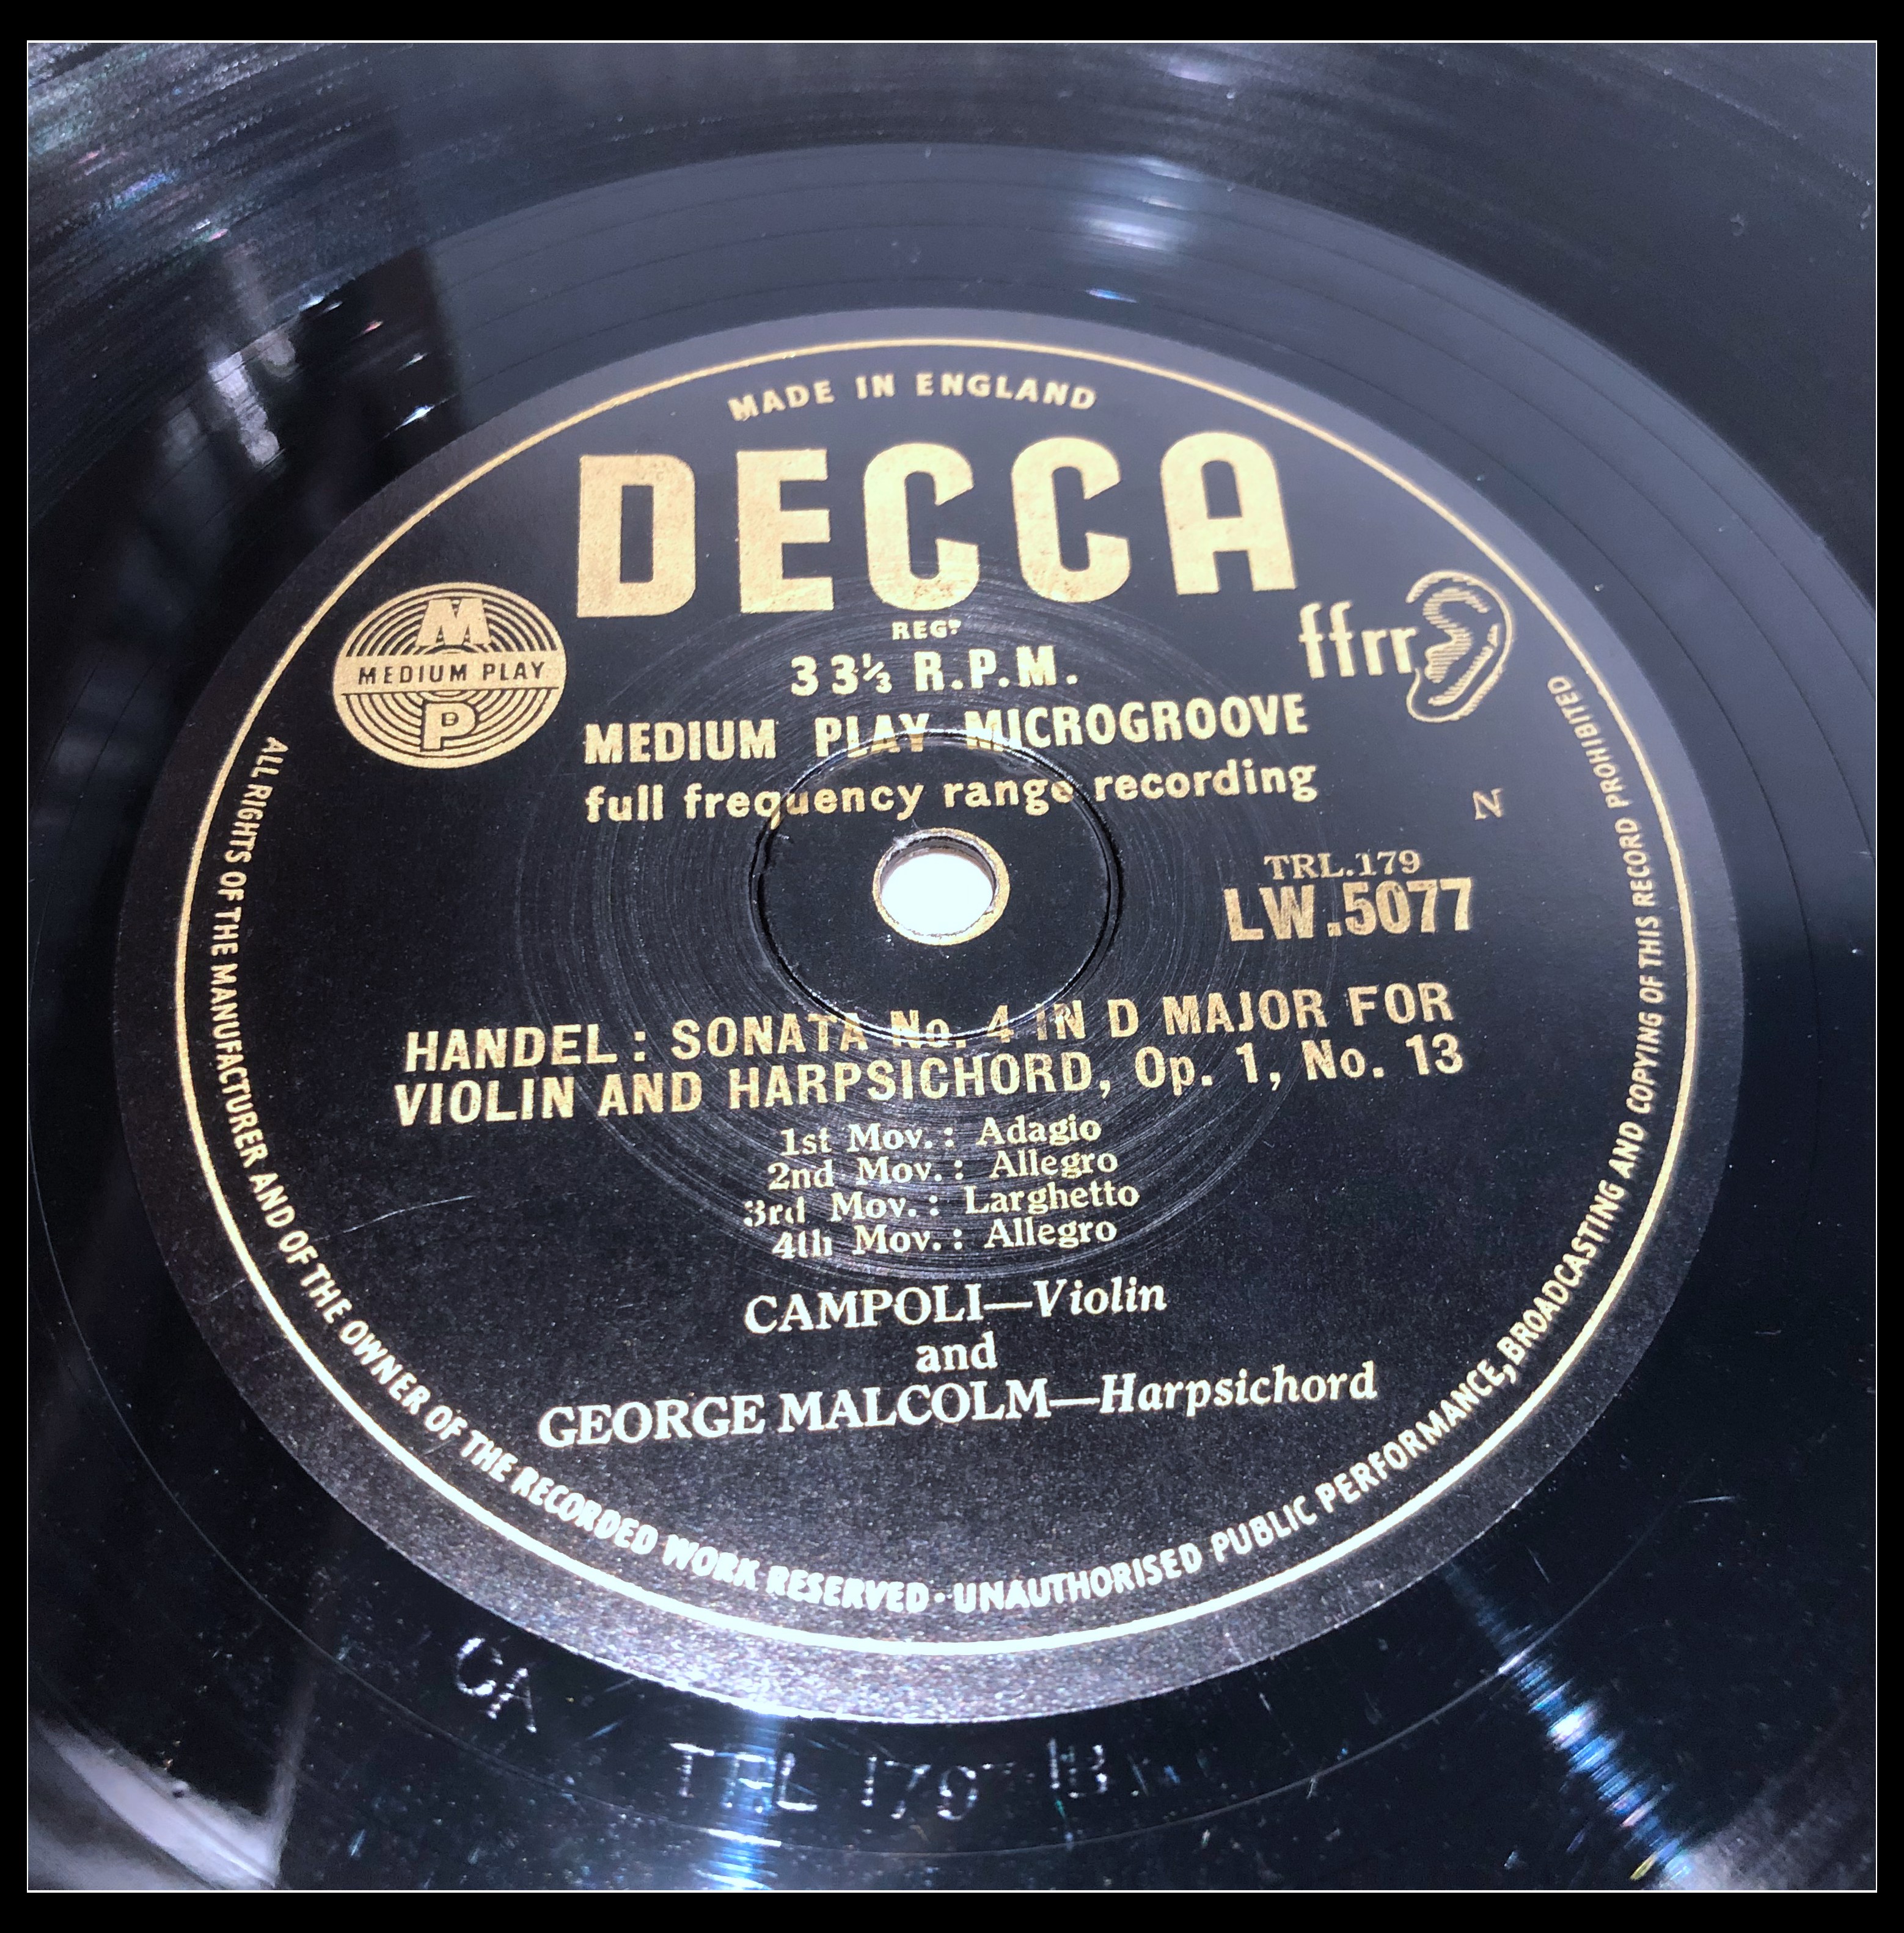 MADE IN ENGLAND
DECCA
REGD.
M
MEDIUM PLAY
P
ffrr
33⅓ R.P.M.
MEDIUM PLAY MICROGROOVE
full frequency range recording
N
TRL.179
LW.5077
HANDEL: SONATA No. 4 IN D MAJOR FOR
VIOLIN AND HARPSICHORD, Op. 1, No. 13
1st Mov.: Adagio
2nd Mov.: Allegro
3rd Mov.: Larghetto
4th Mov.: Allegro
CAMPOLI—Violin
and
GEORGE MALCOLM—Harpsichord
ALL RIGHTS OF THE MANUFACTURER AND OF THE OWNER OF THE RECORDED WORK RESERVED · UNAUTHORISED PUBLIC PERFORMANCE, BROADCASTING AND COPYING OF THIS RECORD PROHIBITED
CA
TRL 179